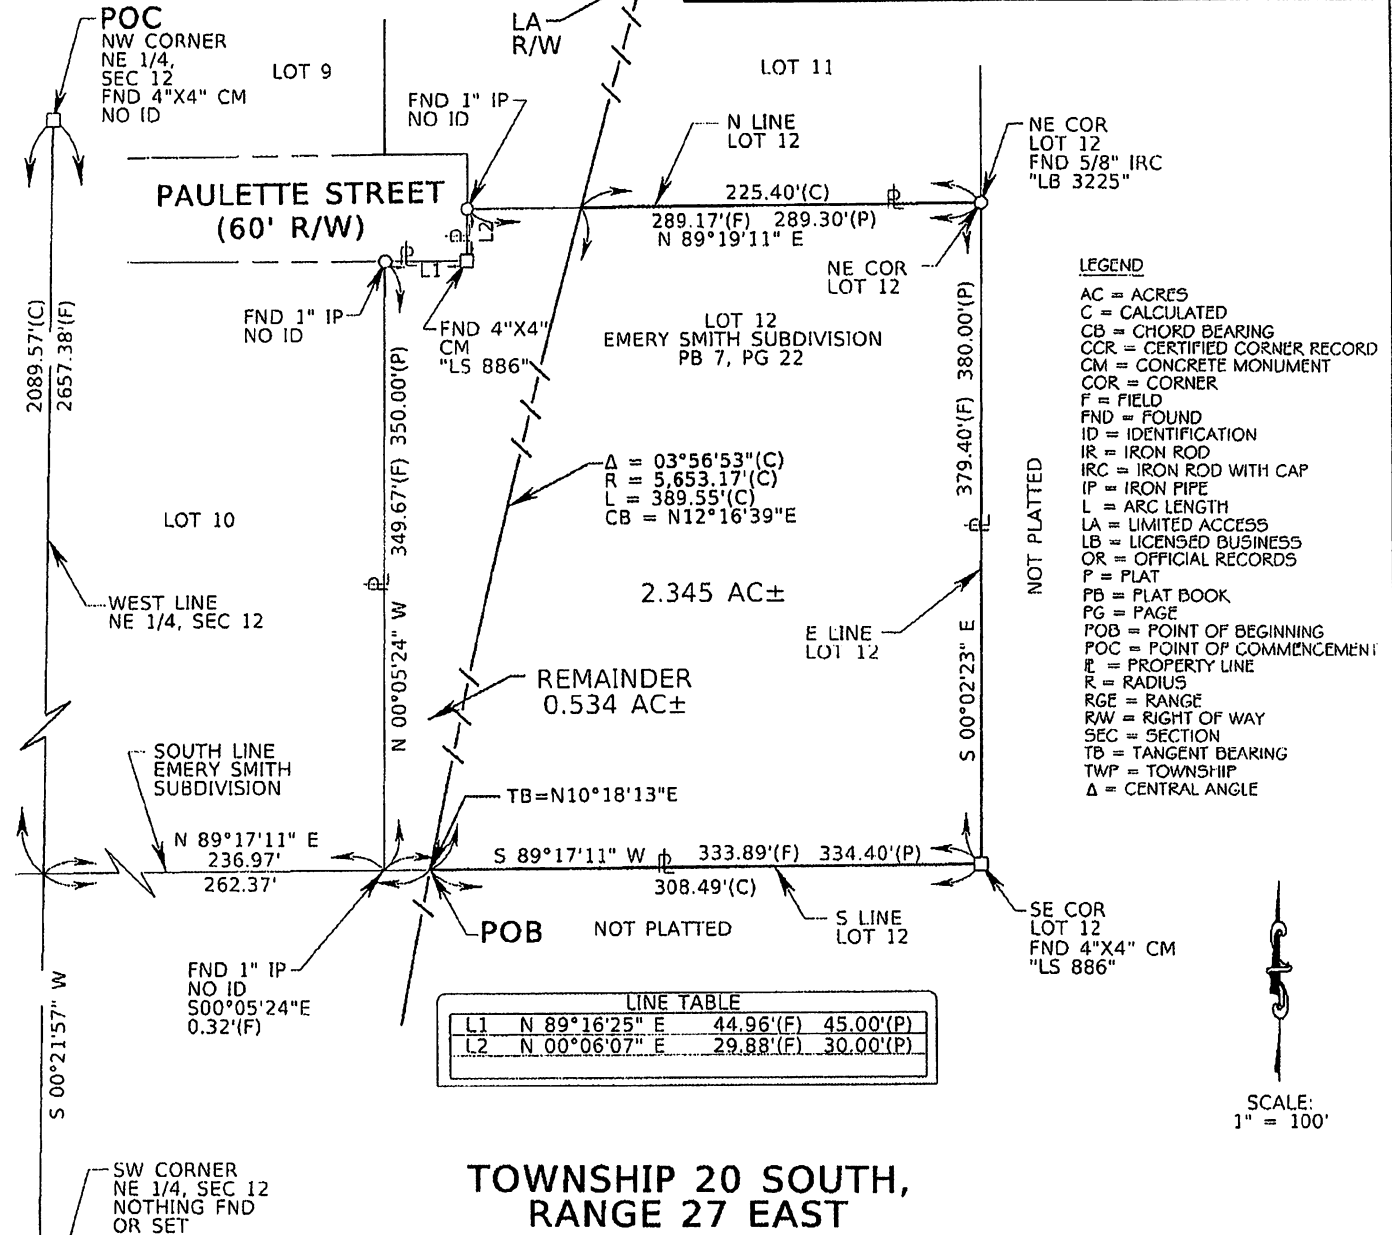 POC
NW CORNER
NE 1/4,
SEC 12
FND 4"X4" CM
NO ID
LOT 9
LA
R/W
LOT 11
FND 1" IP
NO ID
N LINE
LOT 12
NE COR
LOT 12
FND 5/8" IRC
"LB 3225"
PAULETTE STREET
(60' R/W)
L2
L1
225.40'(C)
289.17'(F) 289.30'(P)
N 89°19'11" E
NE COR
LOT 12
FND 1" IP
NO ID
FND 4"X4"
CM
"LS 886"
LOT 12
EMERY SMITH SUBDIVISION
PB 7, PG 22
2089.57'(C)
2657.38'(F)
N 00°05'24" W 349.67'(F) 350.00'(P)
S 00°02'23" E 379.40'(F) 380.00'(P)
NOT PLATTED
Δ = 03°56'53"(C)
R = 5,653.17'(C)
L = 389.55'(C)
CB = N12°16'39"E
LOT 10
2.345 AC±
WEST LINE
NE 1/4, SEC 12
E LINE
LOT 12
REMAINDER
0.534 AC±
SOUTH LINE
EMERY SMITH
SUBDIVISION
TB=N10°18'13"E
N 89°17'11" E
236.97'
262.37'
S 89°17'11" W 333.89'(F) 334.40'(P)
308.49'(C)
POB
NOT PLATTED
S LINE
LOT 12
SE COR
LOT 12
FND 4"X4" CM
"LS 886"
FND 1" IP
NO ID
S00°05'24"E
0.32'(F)
S 00°21'57" W
LINE TABLE
L1 N 89°16'25" E 44.96'(F) 45.00'(P)
L2 N 00°06'07" E 29.88'(F) 30.00'(P)
LEGEND
AC = ACRES
C = CALCULATED
CB = CHORD BEARING
CCR = CERTIFIED CORNER RECORD
CM = CONCRETE MONUMENT
COR = CORNER
F = FIELD
FND = FOUND
ID = IDENTIFICATION
IR = IRON ROD
IRC = IRON ROD WITH CAP
IP = IRON PIPE
L = ARC LENGTH
LA = LIMITED ACCESS
LB = LICENSED BUSINESS
OR = OFFICIAL RECORDS
P = PLAT
PB = PLAT BOOK
PG = PAGE
POB = POINT OF BEGINNING
POC = POINT OF COMMENCEMENT
PL = PROPERTY LINE
R = RADIUS
RGE = RANGE
R/W = RIGHT OF WAY
SEC = SECTION
TB = TANGENT BEARING
TWP = TOWNSHIP
Δ = CENTRAL ANGLE
SCALE:
1" = 100'
SW CORNER
NE 1/4, SEC 12
NOTHING FND
OR SET
TOWNSHIP 20 SOUTH,
RANGE 27 EAST